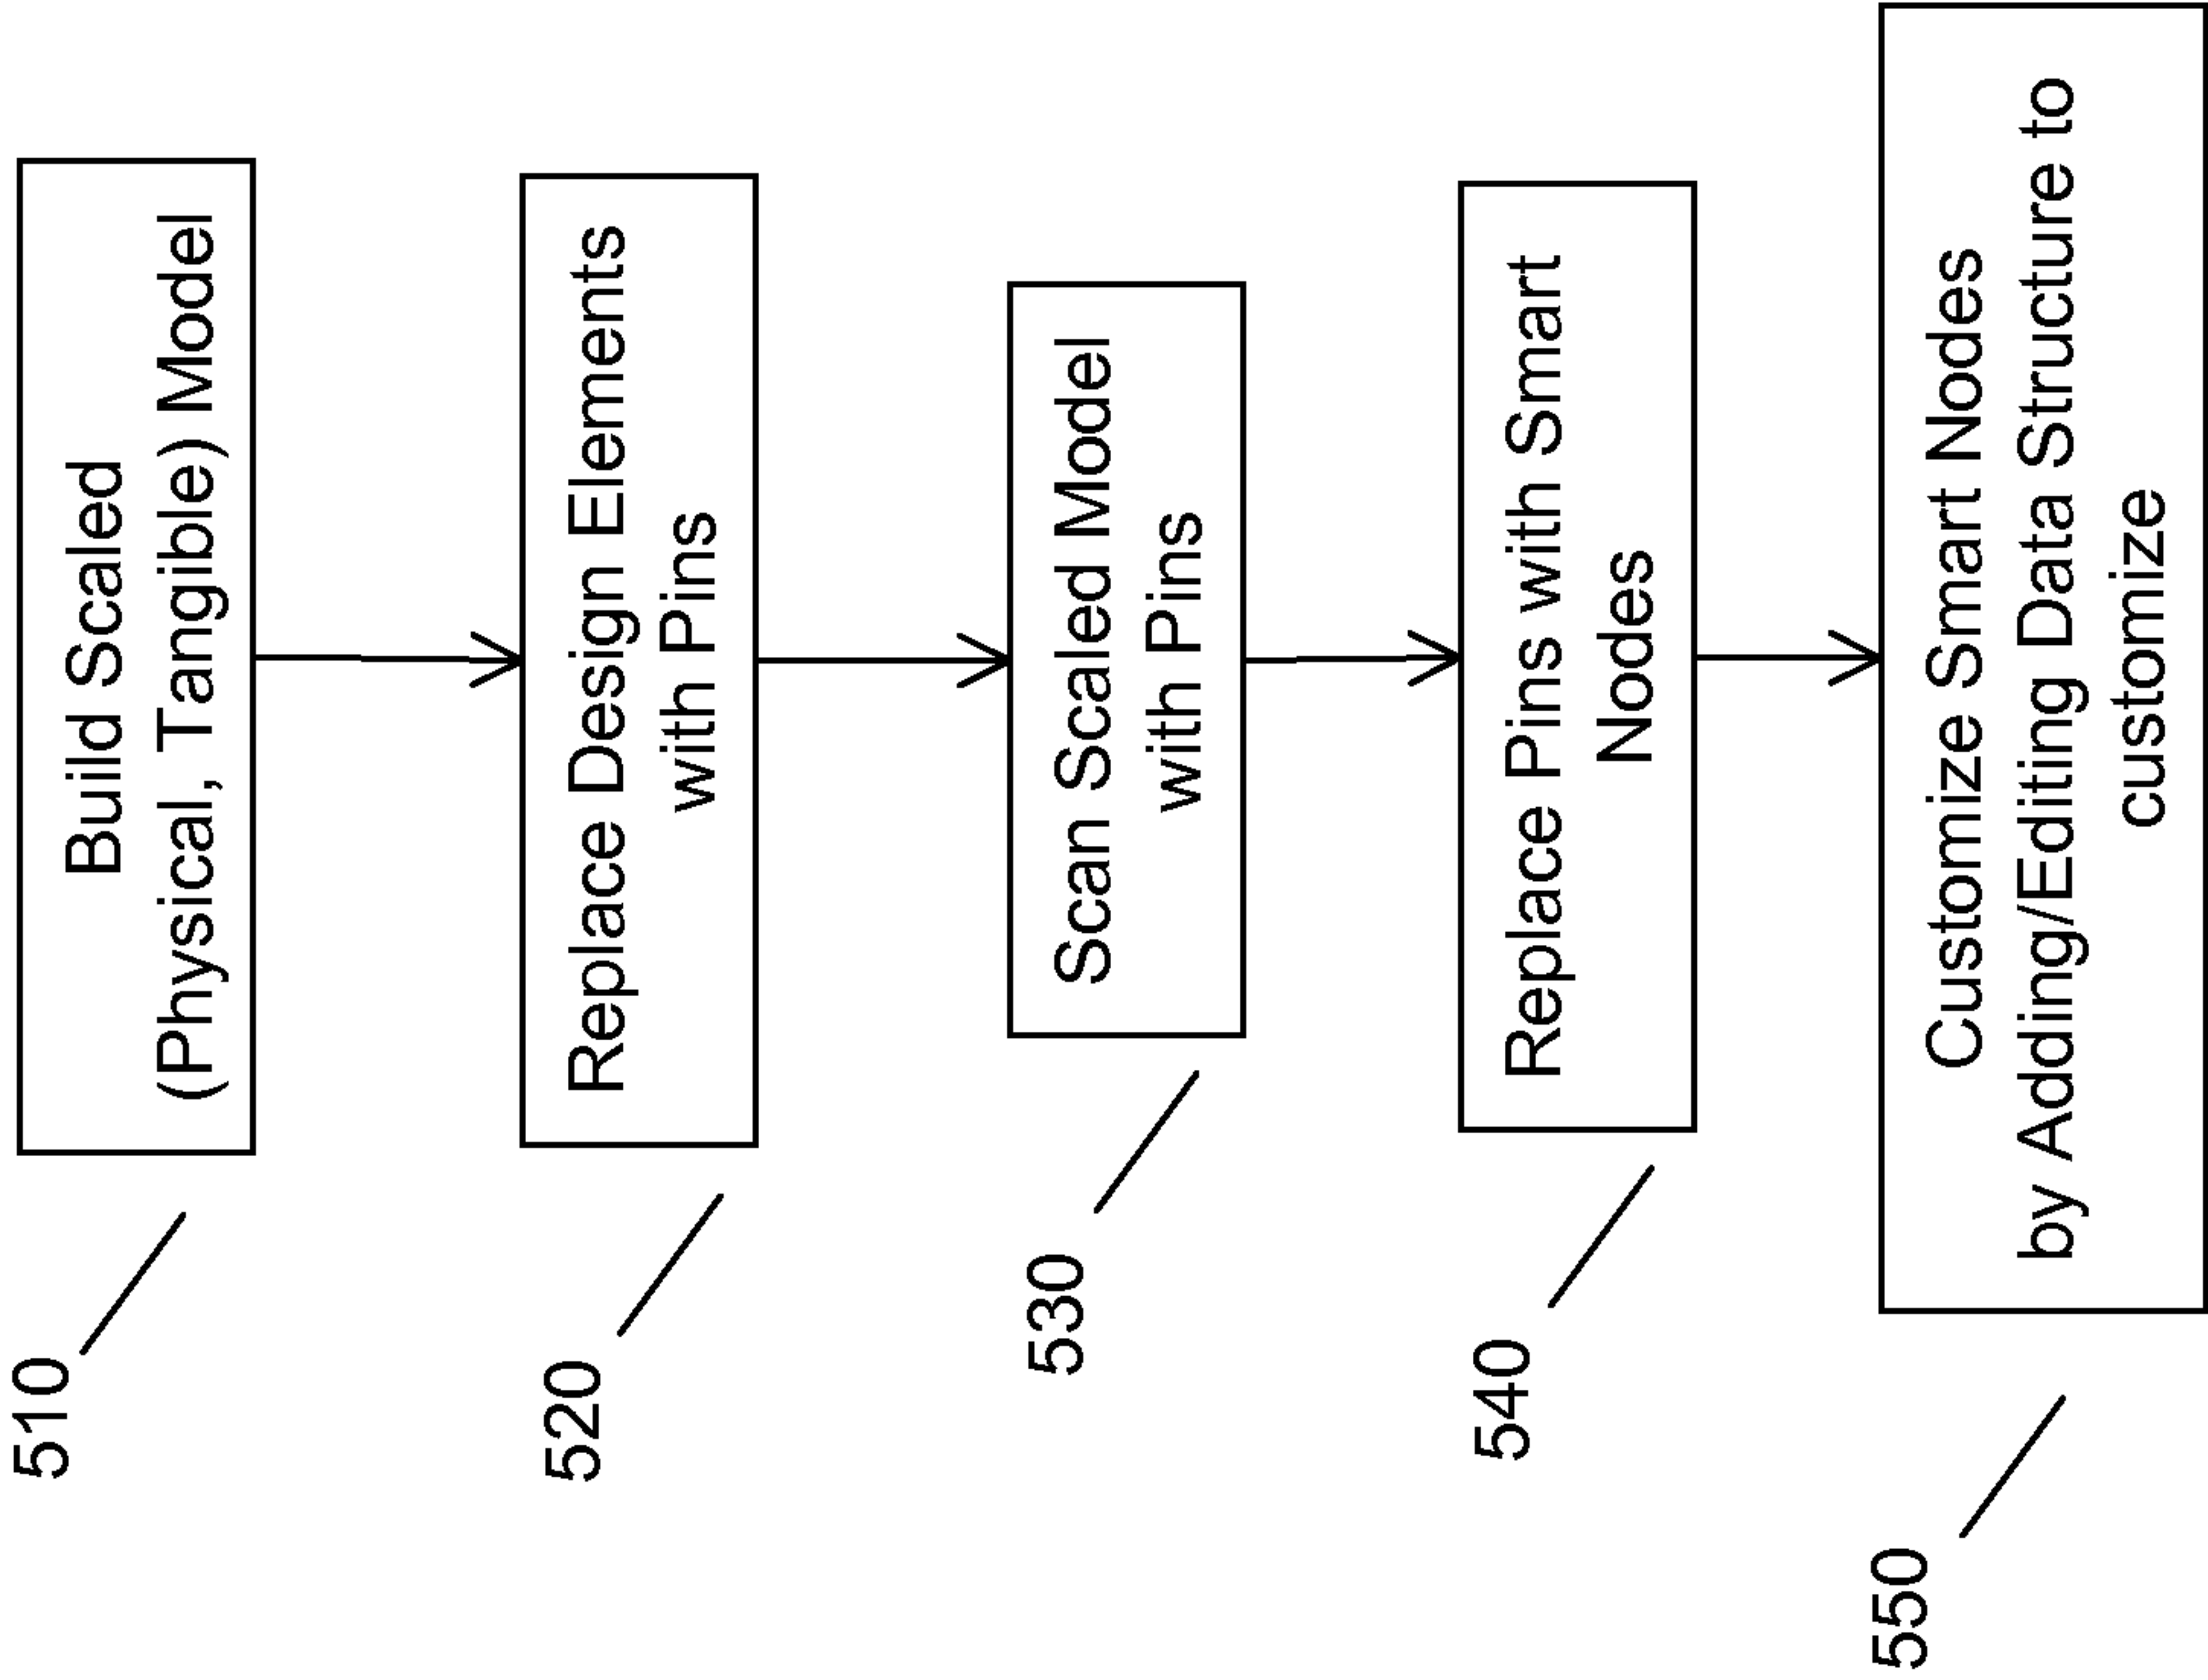 510
Build Scaled
(Physical, Tangible) Model
520
Replace Design Elements
with Pins
530
Scan Scaled Model
with Pins
540
Replace Pins with Smart
Nodes
550
Customize Smart Nodes
by Adding/Editing Data Structure to
customize